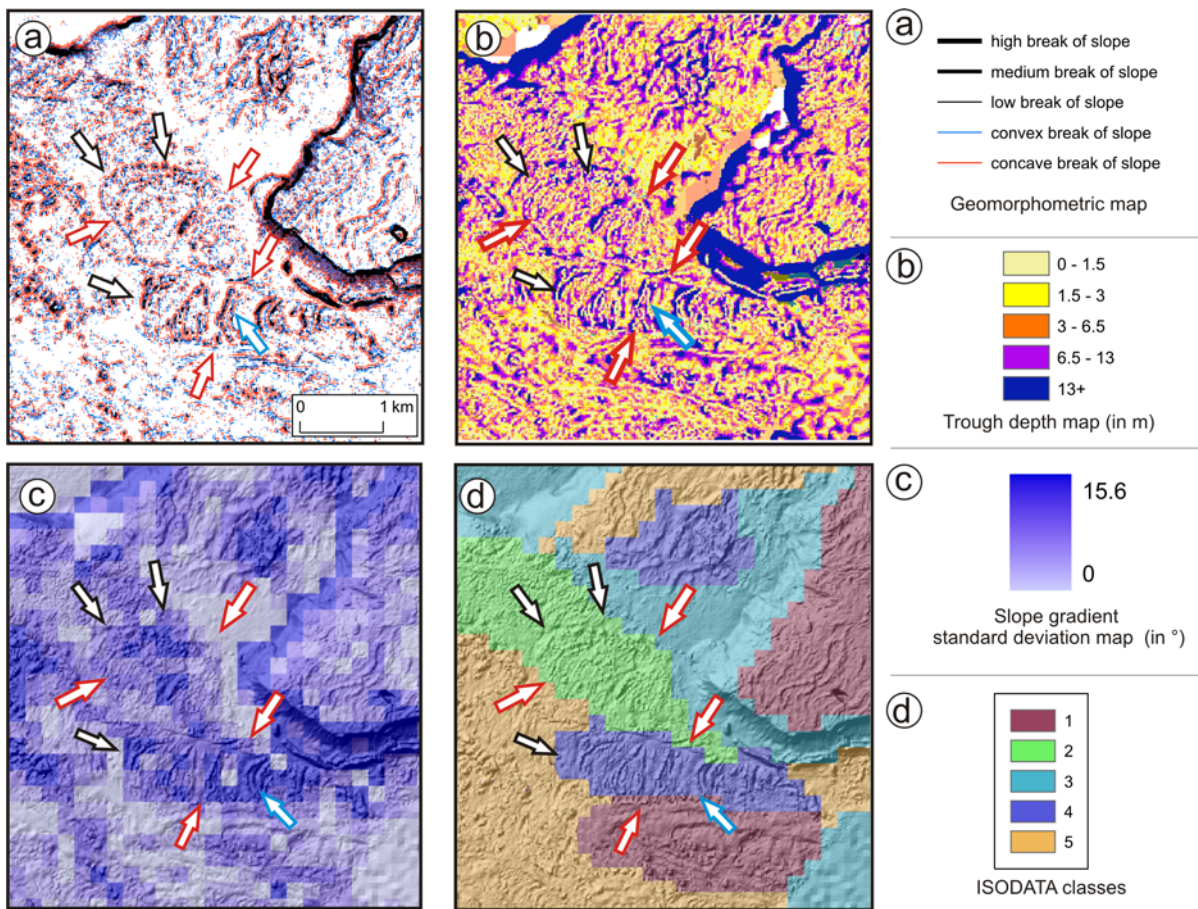 a
b
0 1 km
c
d
a
high break of slope
medium break of slope
low break of slope
convex break of slope
concave break of slope
Geomorphometric map
b
0 - 1.5
1.5 - 3
3 - 6.5
6.5 - 13
13+
Trough depth map (in m)
c
15.6
0
Slope gradient
standard deviation map (in °)
d
1
2
3
4
5
ISODATA classes